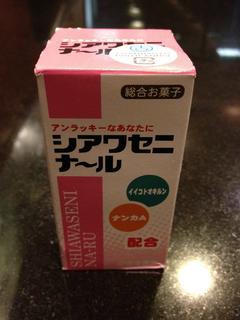 総合お菓子
アンラッキーなあなたに
シアワセニ
ナ〜ル
イイコトオキルン
ナンカA
配合
SHIAWASENI
NA-RU